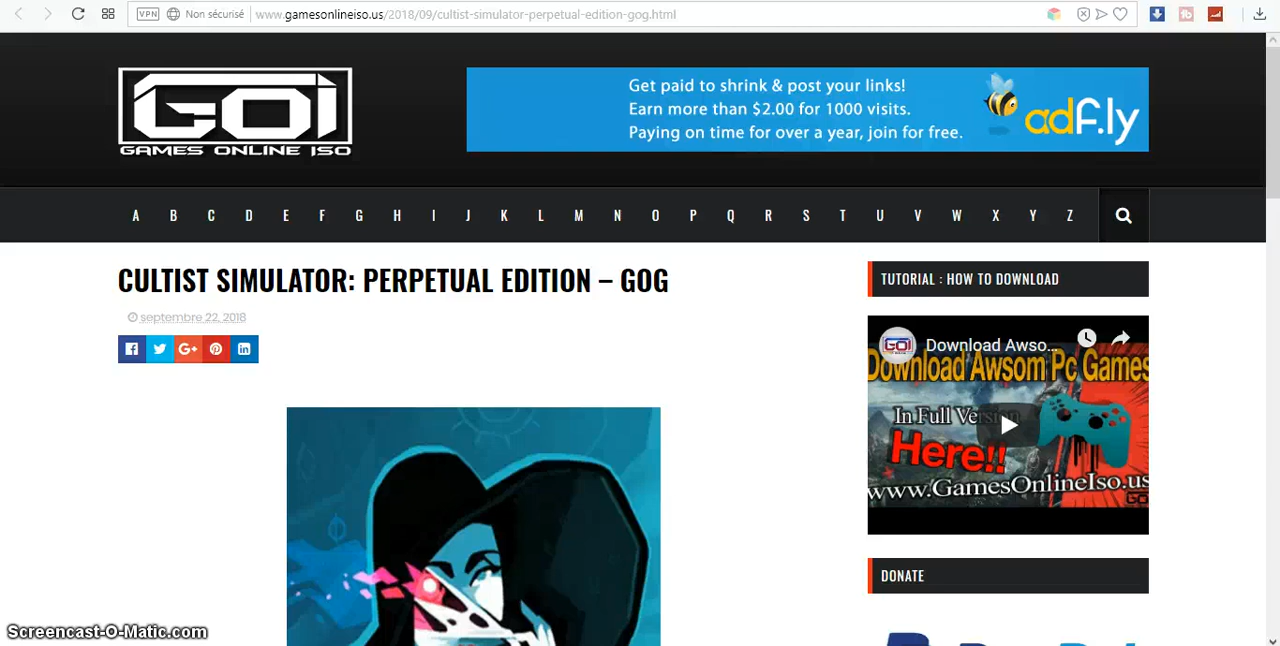 VPN Non sécurisé www.gamesonlineiso.us/2018/09/cultist-simulator-perpetual-edition-gog.html
GOI
GAMES ONLINE ISO
Get paid to shrink & post your links!
Earn more than $2.00 for 1000 visits.
Paying on time for over a year, join for free.
adf.ly
A B C D E F G H I J K L M N O P Q R S T U V W X Y Z
CULTIST SIMULATOR: PERPETUAL EDITION – GOG
septembre 22, 2018
G+
in
TUTORIAL : HOW TO DOWNLOAD
GOI Download Awso...
Download Awsom Pc Games
In Full
Here!!
www.GamesOnlineIso.us
DONATE
Screencast-O-Matic.com